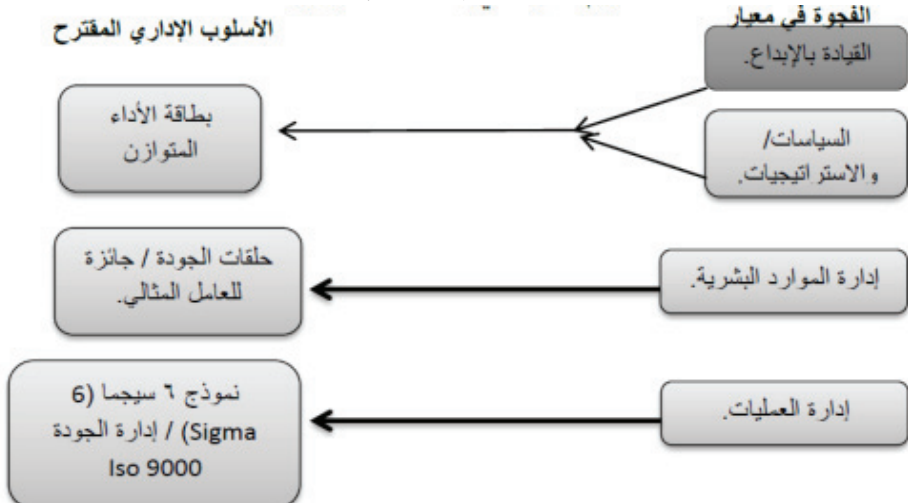 الفجوة في معيار
الأسلوب الإداري المقترح
القيادة بالإبداع.
السياسات/
والاستراتيجيات.
بطاقة الأداء
المتوازن
إدارة الموارد البشرية.
حلقات الجودة / جائزة
للعامل المثالي.
إدارة العمليات.
نموذج ٦ سيجما (6
Sigma) / إدارة الجودة
Iso 9000